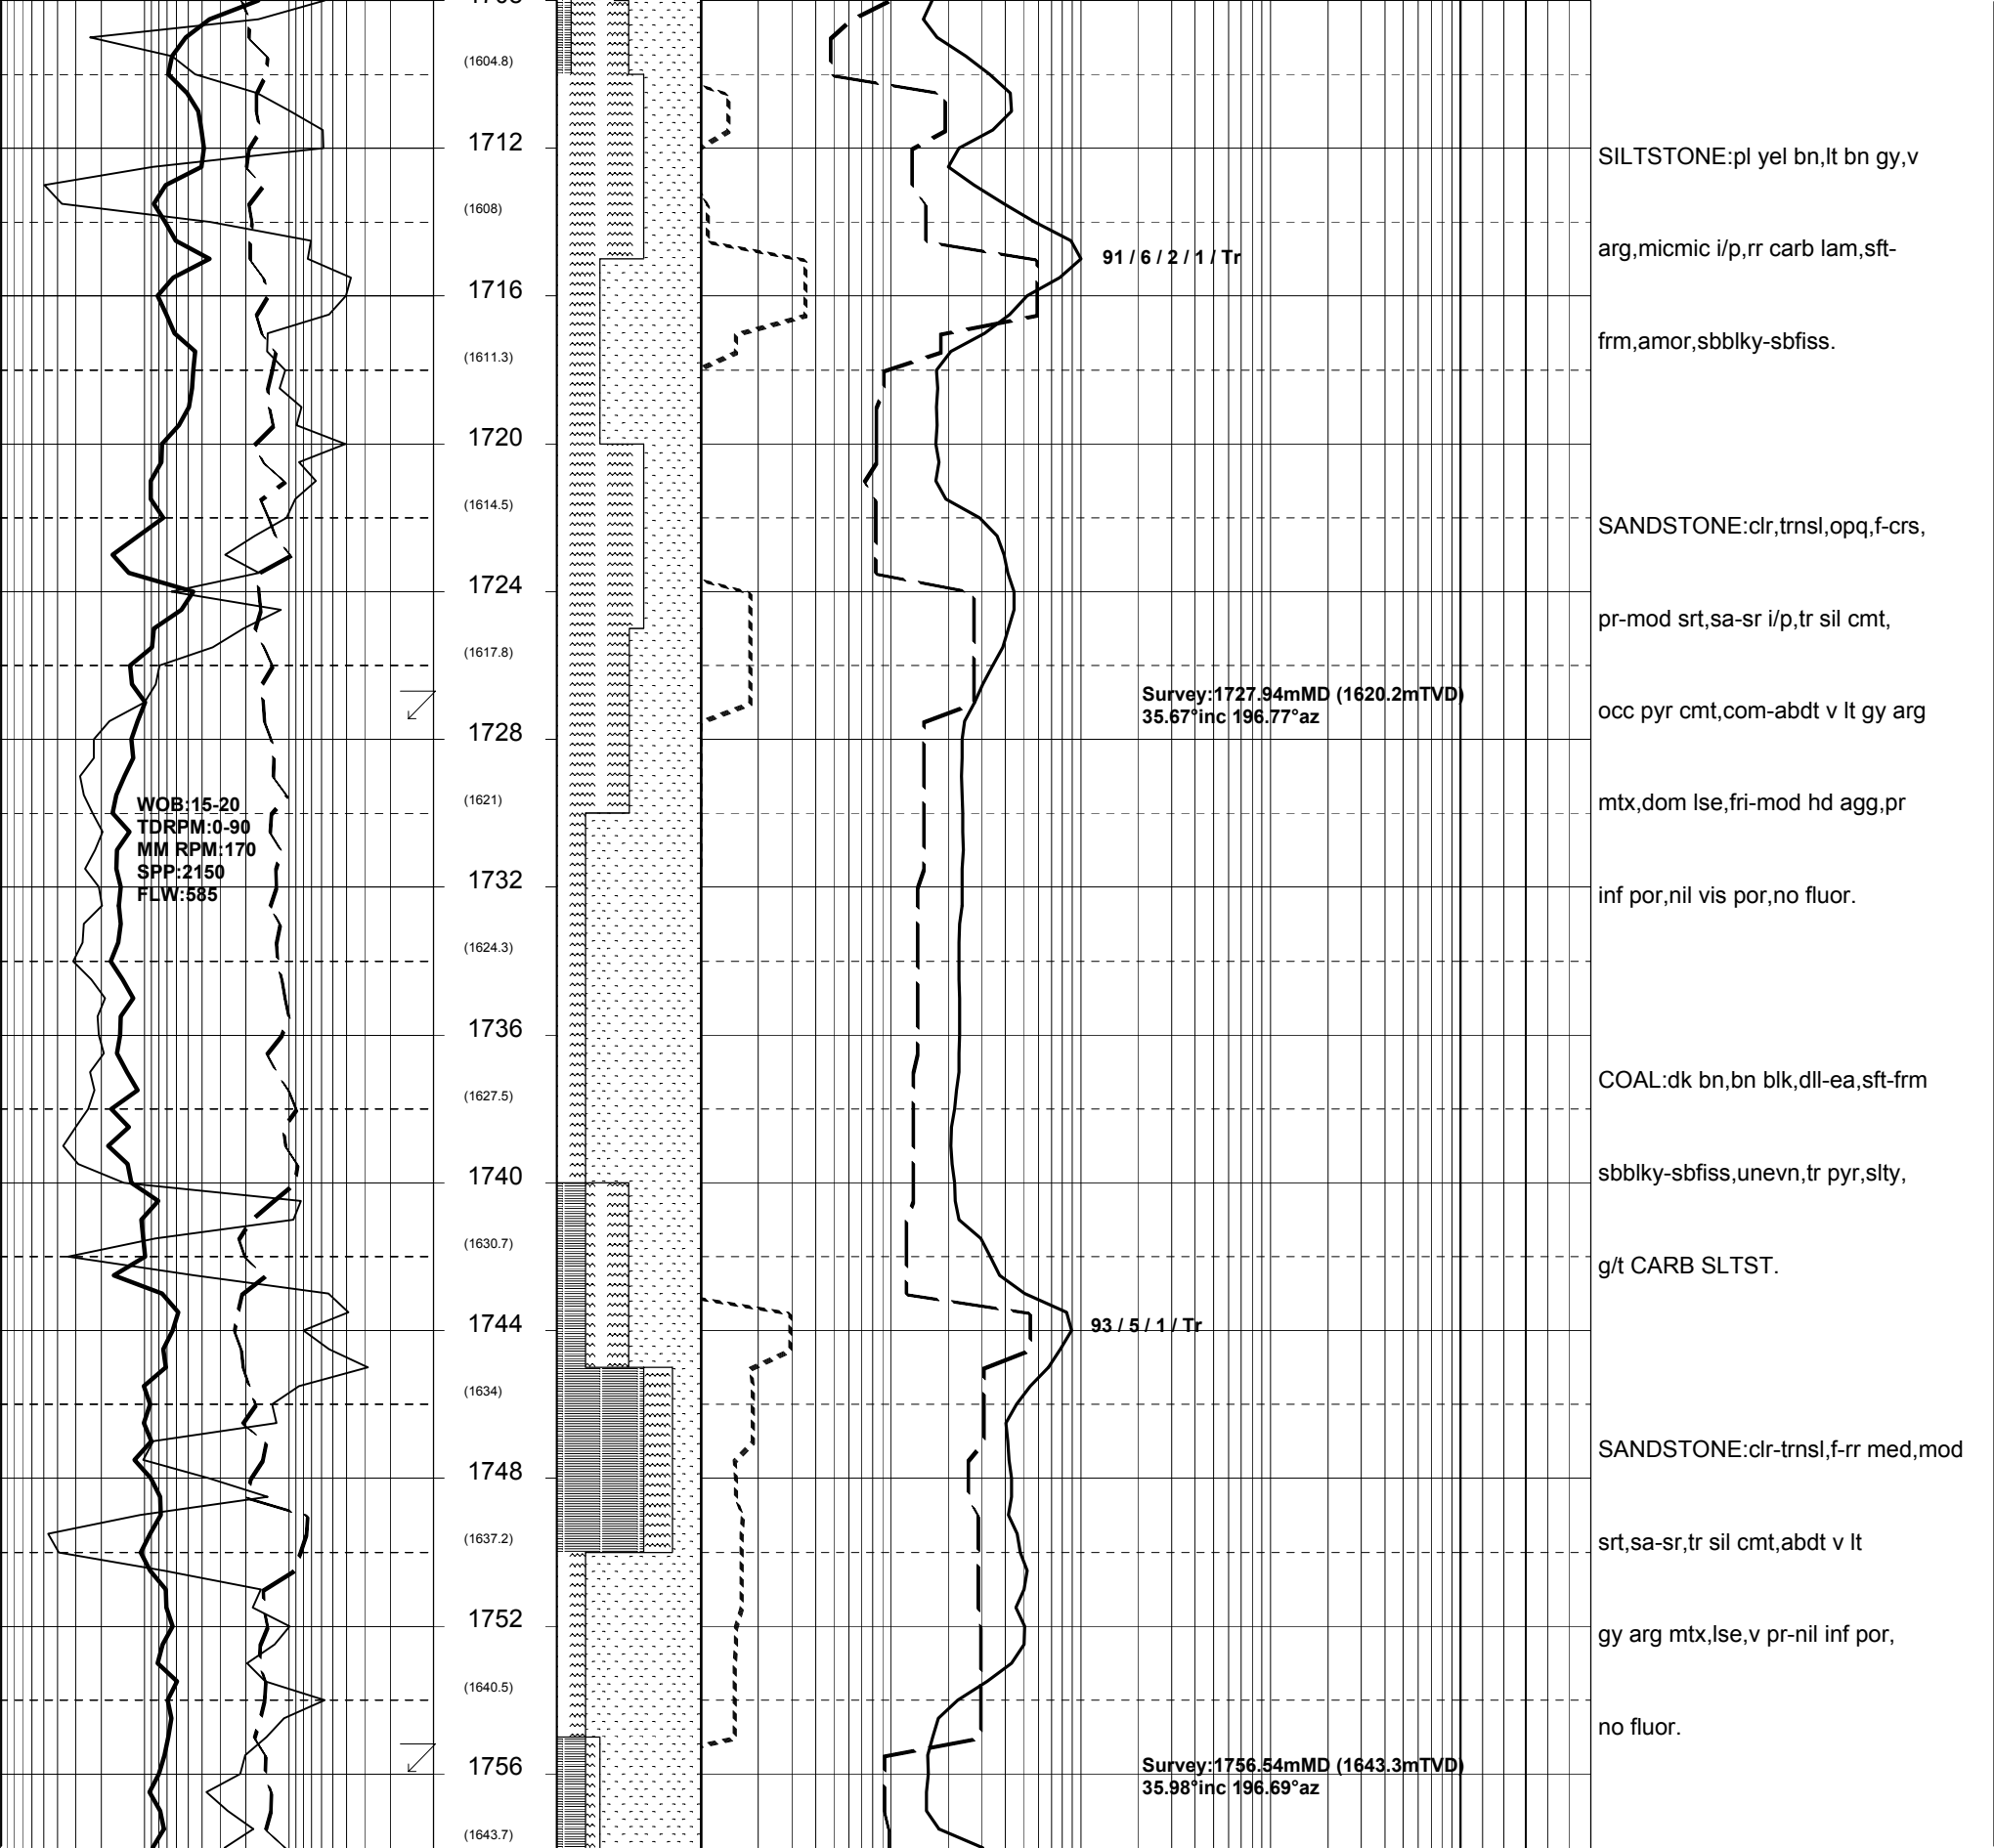 (1604.8)
1712
SILTSTONE:pl yel bn,lt bn gy,v
(1608)
arg,micmic i/p,rr carb lam,sft-
91 / 6 / 2 / 1 / Tr
1716
frm,amor,sbblky-sbfiss.
(1611.3)
1720
(1614.5)
SANDSTONE:clr,trnsl,opq,f-crs,
1724
pr-mod srt,sa-sr i/p,tr sil cmt,
(1617.8)
Survey:1727.94mMD (1620.2mTVD)
35.67°inc 196.77°az
occ pyr cmt,com-abdt v lt gy arg
1728
(1621)
mtx,dom lse,fri-mod hd agg,pr
WOB:15-20
TDRPM:0-90
MM RPM:170
SPP:2150
FLW:585
1732
inf por,nil vis por,no fluor.
(1624.3)
1736
COAL:dk bn,bn blk,dll-ea,sft-frm
(1627.5)
1740
sbblky-sbfiss,unevn,tr pyr,slty,
(1630.7)
g/t CARB SLTST.
1744
93 / 5 / 1 / Tr
(1634)
SANDSTONE:clr-trnsl,f-rr med,mod
1748
(1637.2)
srt,sa-sr,tr sil cmt,abdt v lt
1752
gy arg mtx,lse,v pr-nil inf por,
(1640.5)
no fluor.
1756
Survey:1756.54mMD (1643.3mTVD)
35.98°inc 196.69°az
(1643.7)